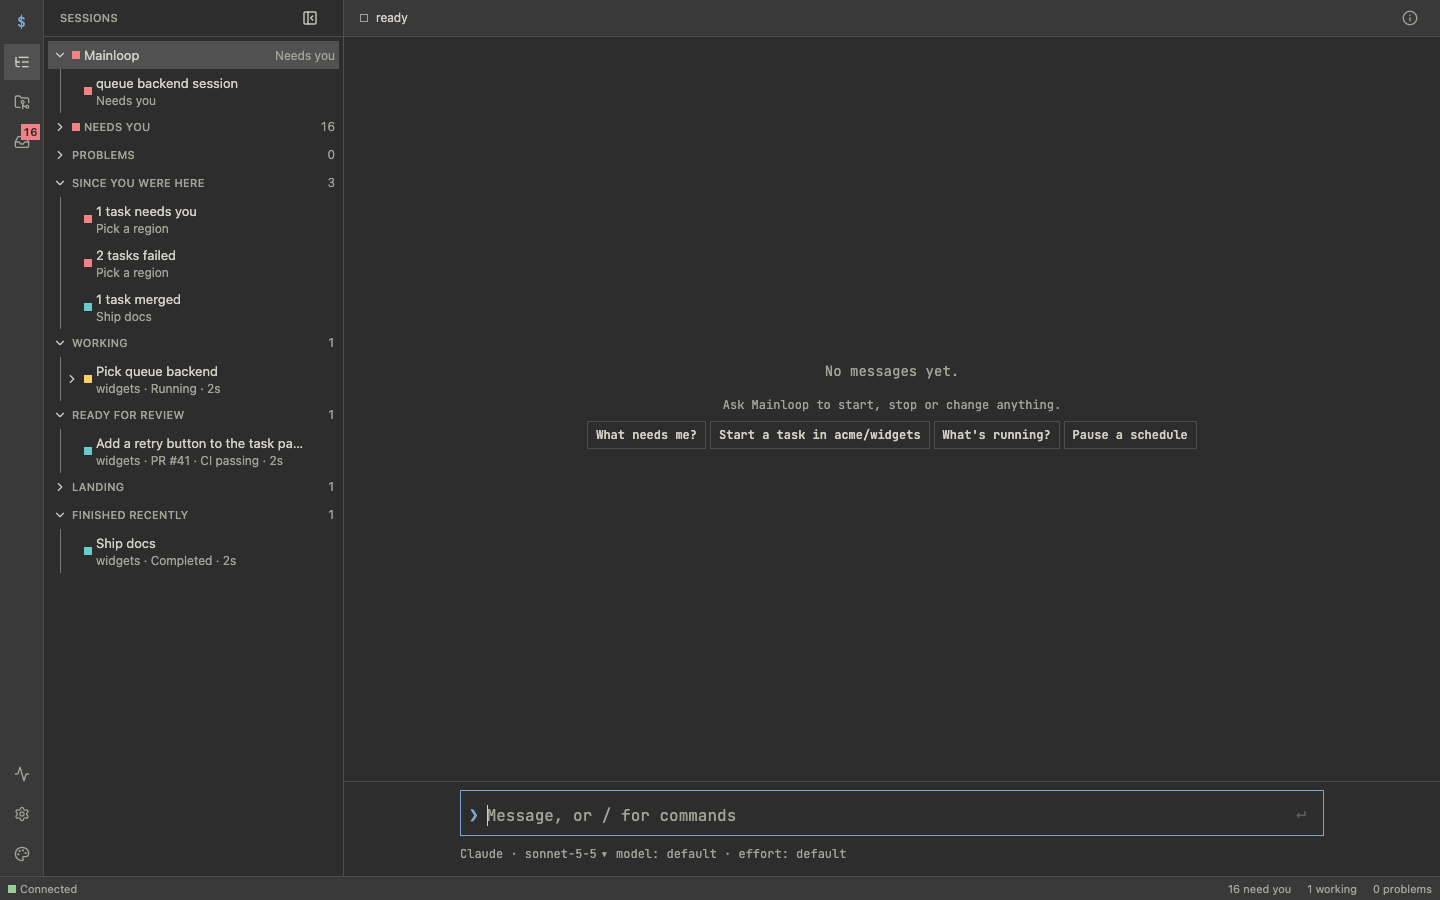 $
SESSIONS
ready
Mainloop
Needs you
queue backend session
Needs you
16
NEEDS YOU
16
PROBLEMS
0
SINCE YOU WERE HERE
3
1 task needs you
Pick a region
2 tasks failed
Pick a region
1 task merged
Ship docs
WORKING
1
Pick queue backend
widgets · Running · 2s
READY FOR REVIEW
1
Add a retry button to the task pa...
widgets · PR #41 · CI passing · 2s
LANDING
1
FINISHED RECENTLY
1
Ship docs
widgets · Completed · 2s
No messages yet.
Ask Mainloop to start, stop or change anything.
What needs me?
Start a task in acme/widgets
What's running?
Pause a schedule
❯ Message, or / for commands
Claude · sonnet-5-5 ▾ model: default · effort: default
Connected
16 need you
1 working
0 problems